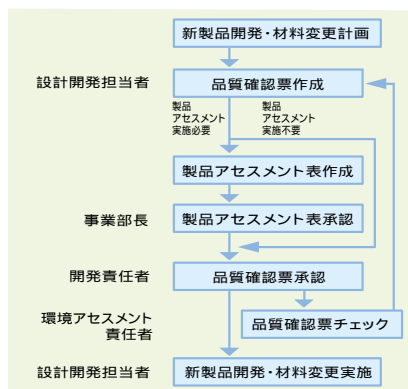 新製品開発・材料変更計画
設計開発担当者
品質確認票作成
製品
アセスメント
実施必要
製品
アセスメント
実施不要
製品アセスメント表作成
事業部長
製品アセスメント表承認
開発責任者
品質確認票承認
環境アセスメント
責任者
品質確認票チェック
設計開発担当者
新製品開発・材料変更実施